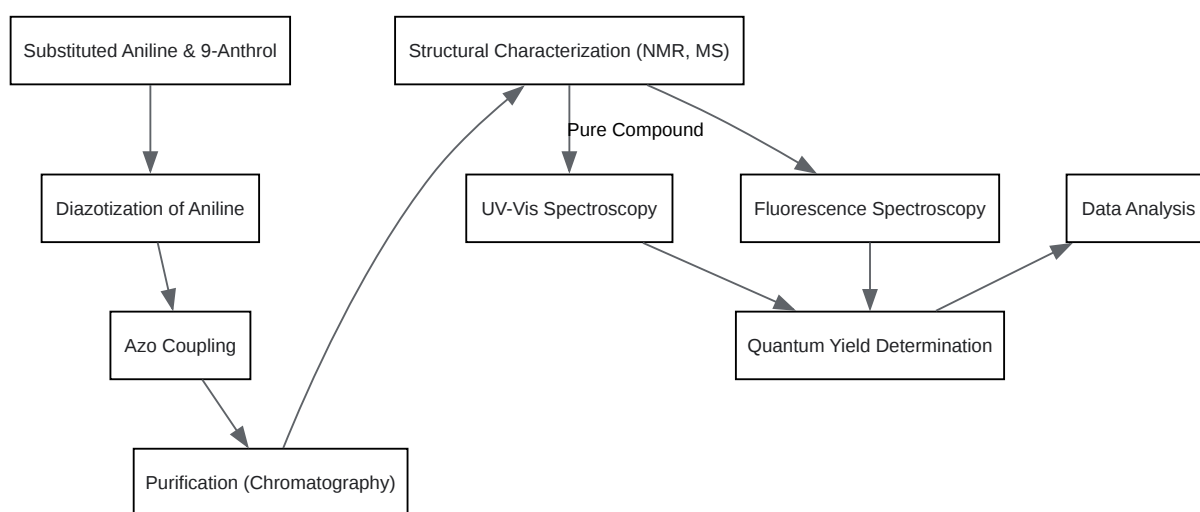 Substituted Aniline & 9-Anthrol
Structural Characterization (NMR, MS)
Pure Compound
Diazotization of Aniline
UV-Vis Spectroscopy
Fluorescence Spectroscopy
Data Analysis
Azo Coupling
Quantum Yield Determination
Purification (Chromatography)